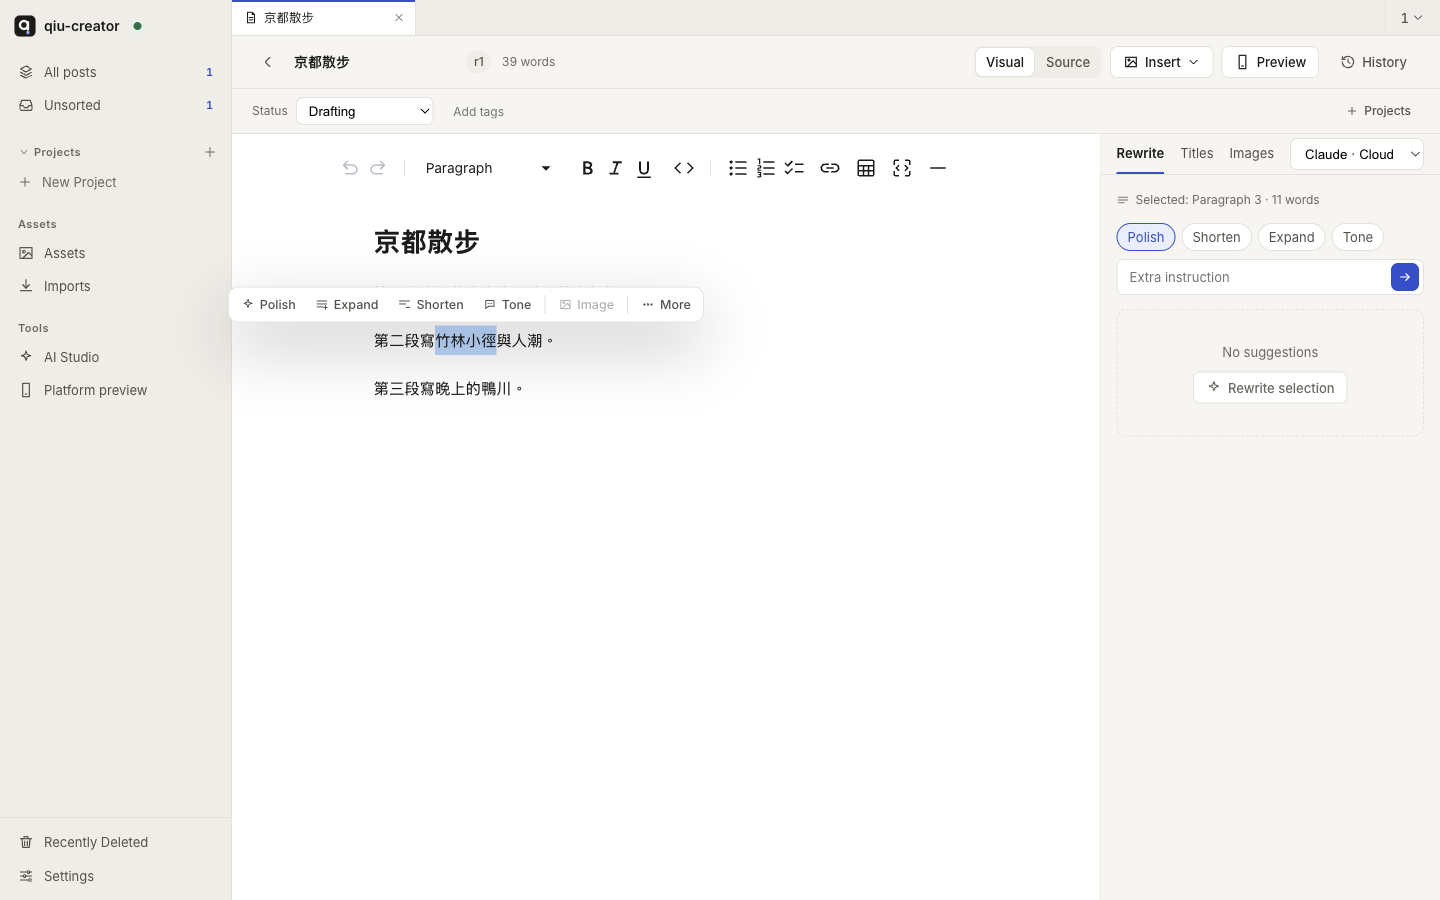 qiu-creator
京都散步
1
All posts 1
Unsorted 1
Projects
New Project
Assets
Assets
Imports
Tools
AI Studio
Platform preview
Recently Deleted
Settings
京都散步
r1
39 words
Visual
Source
Insert
Preview
History
Status
Drafting
Add tags
Projects
Paragraph
B I U
京都散步
Polish
Expand
Shorten
Tone
Image
More
第二段寫竹林小徑與人潮。
第三段寫晚上的鴨川。
Rewrite
Titles
Images
Claude · Cloud
Selected: Paragraph 3 · 11 words
Polish
Shorten
Expand
Tone
Extra instruction
No suggestions
Rewrite selection